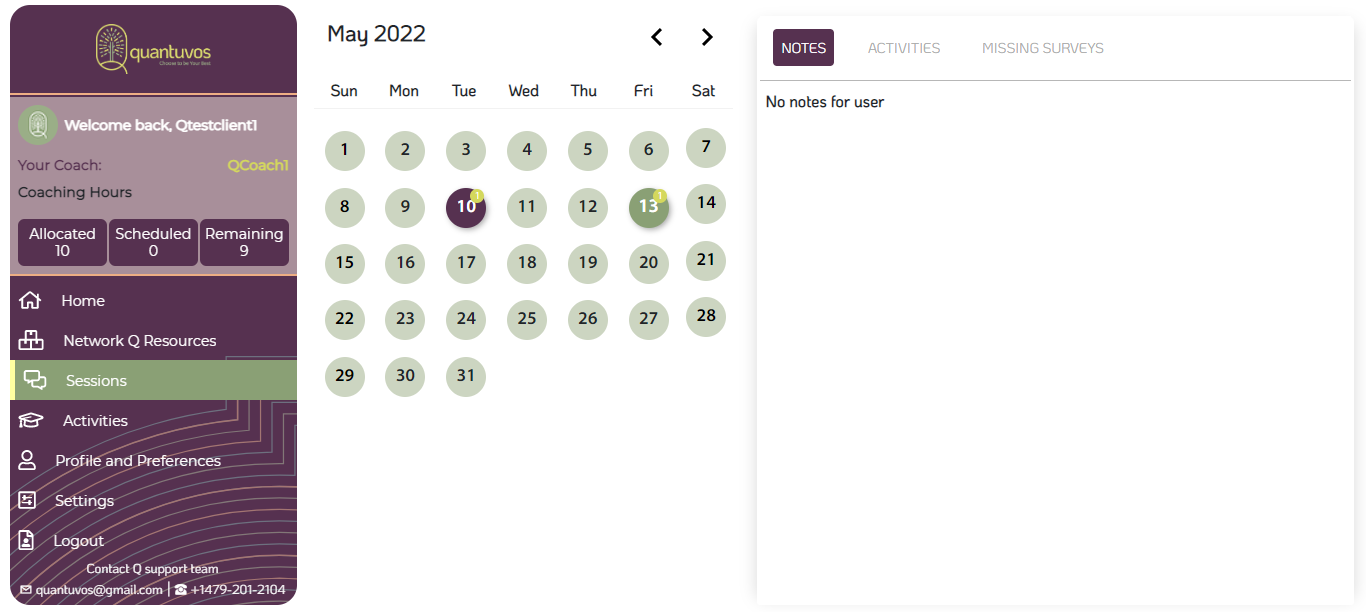 quantuvos
Choose to be Your Best
Welcome back, Qtestclient1
Your Coach: QCoach1
Coaching Hours
Allocated Scheduled Remaining
10 0 9
Home
Network Q Resources
Sessions
Activities
Profile and Preferences
Settings
Logout
Contact Q support team
quantuvos@gmail.com | +1479-201-2104
May 2022
Sun Mon Tue Wed Thu Fri Sat
1 2 3 4 5 6 7
8 9 10 1 11 12 13 1 14
15 16 17 18 19 20 21
22 23 24 25 26 27 28
29 30 31
NOTES ACTIVITIES MISSING SURVEYS
No notes for user